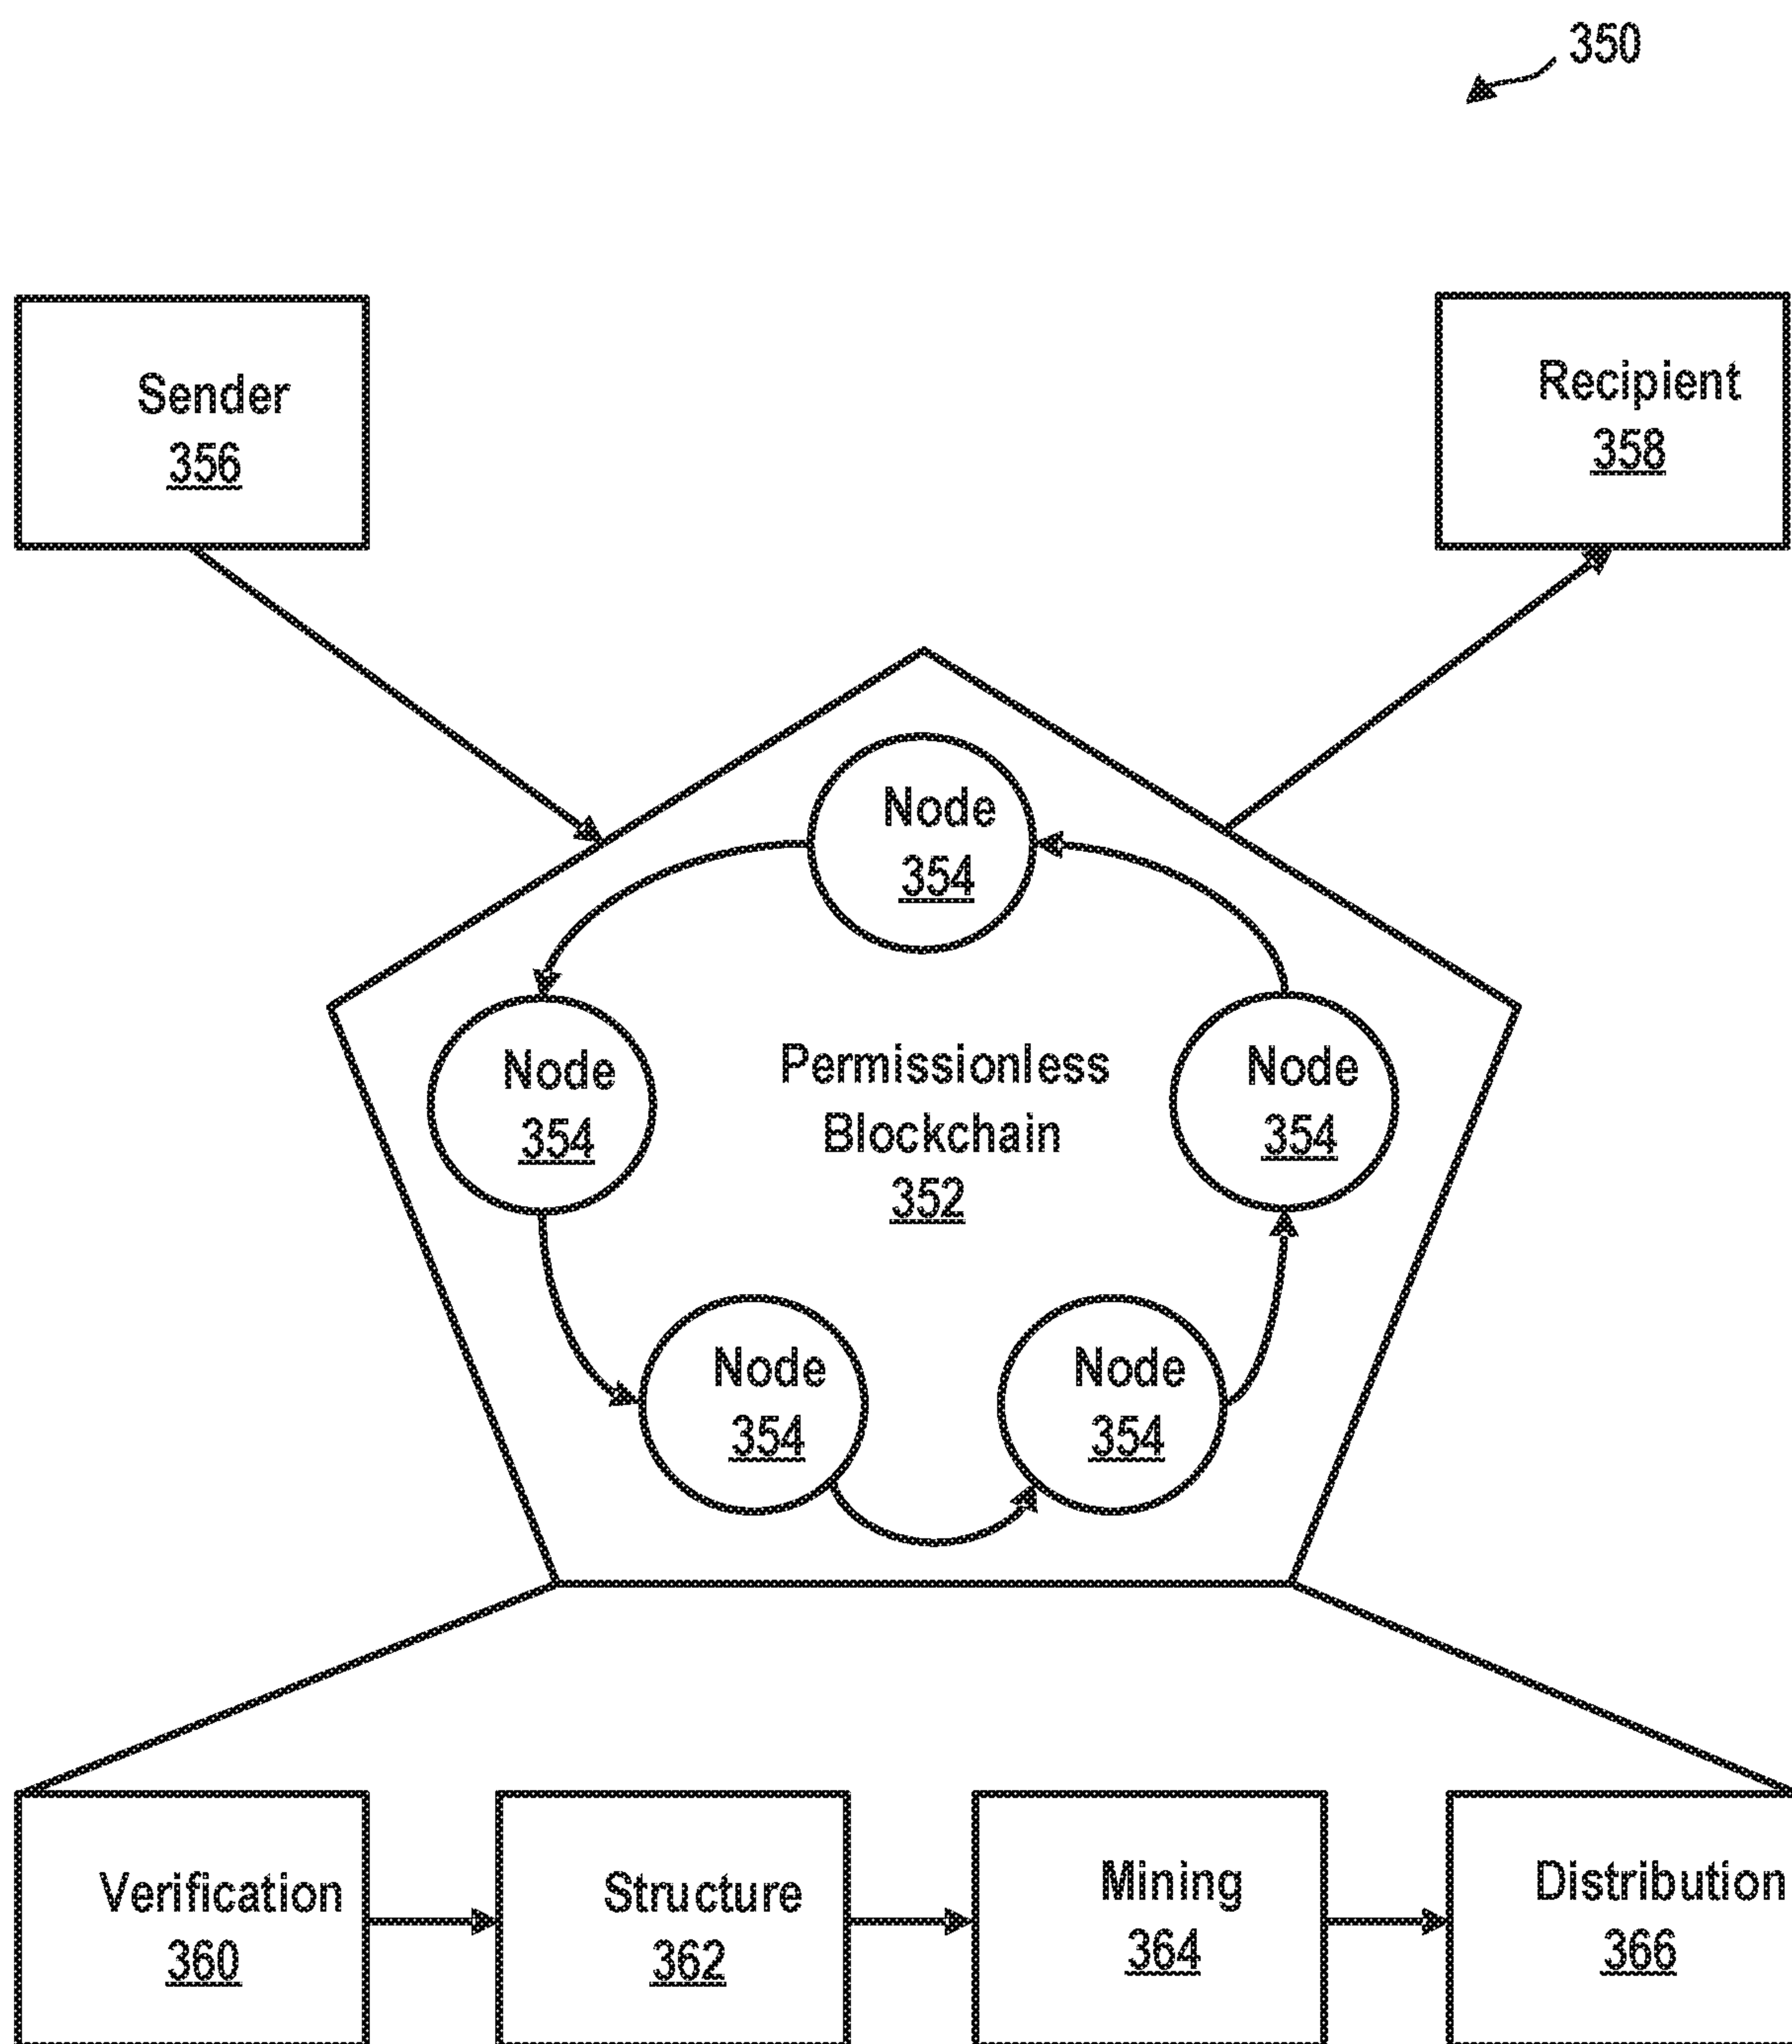 350
Sender
356
Recipient
358
Node
354
Node
354
Permissionless
Blockchain
352
Node
354
Node
354
Node
354
Verification
360
Structure
362
Mining
364
Distribution
366